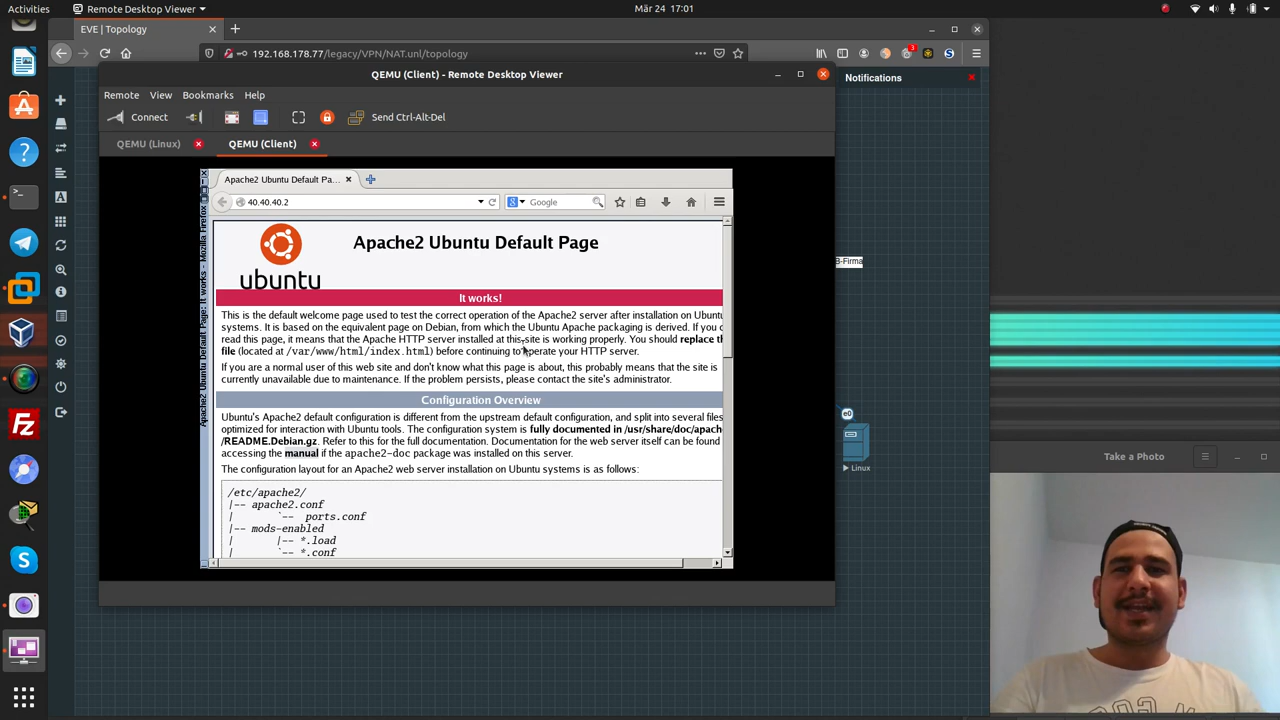 Activities
Remote Desktop Viewer
Mär 24 17:01
EVE | Topology
192.168.178.77/legacy/VPN/NAT.unl/topology
3
QEMU (Client) - Remote Desktop Viewer
Notifications
Remote View Bookmarks Help
Connect
Send Ctrl-Alt-Del
QEMU (Linux)
QEMU (Client)
Apache2 Ubuntu Default Pa...
40.40.40.2
Google
Apache2 Ubuntu Default Page: It works - Mozilla Firefox
ubuntu
Apache2 Ubuntu Default Page
It works!
This is the default welcome page used to test the correct operation of the Apache2 server after installation on Ubuntu
systems. It is based on the equivalent page on Debian, from which the Ubuntu Apache packaging is derived. If you c
read this page, it means that the Apache HTTP server installed at this site is working properly. You should replace th
file (located at /var/www/html/index.html) before continuing to operate your HTTP server.
If you are a normal user of this web site and don't know what this page is about, this probably means that the site is
currently unavailable due to maintenance. If the problem persists, please contact the site's administrator.
Configuration Overview
Ubuntu's Apache2 default configuration is different from the upstream default configuration, and split into several files
optimized for interaction with Ubuntu tools. The configuration system is fully documented in /usr/share/doc/apach
/README.Debian.gz. Refer to this for the full documentation. Documentation for the web server itself can be found
accessing the manual if the apache2-doc package was installed on this server.
The configuration layout for an Apache2 web server installation on Ubuntu systems is as follows:
/etc/apache2/
|-- apache2.conf
| `-- ports.conf
|-- mods-enabled
| |-- *.load
| `-- *.conf
B-Firma
e0
Linux
Take a Photo